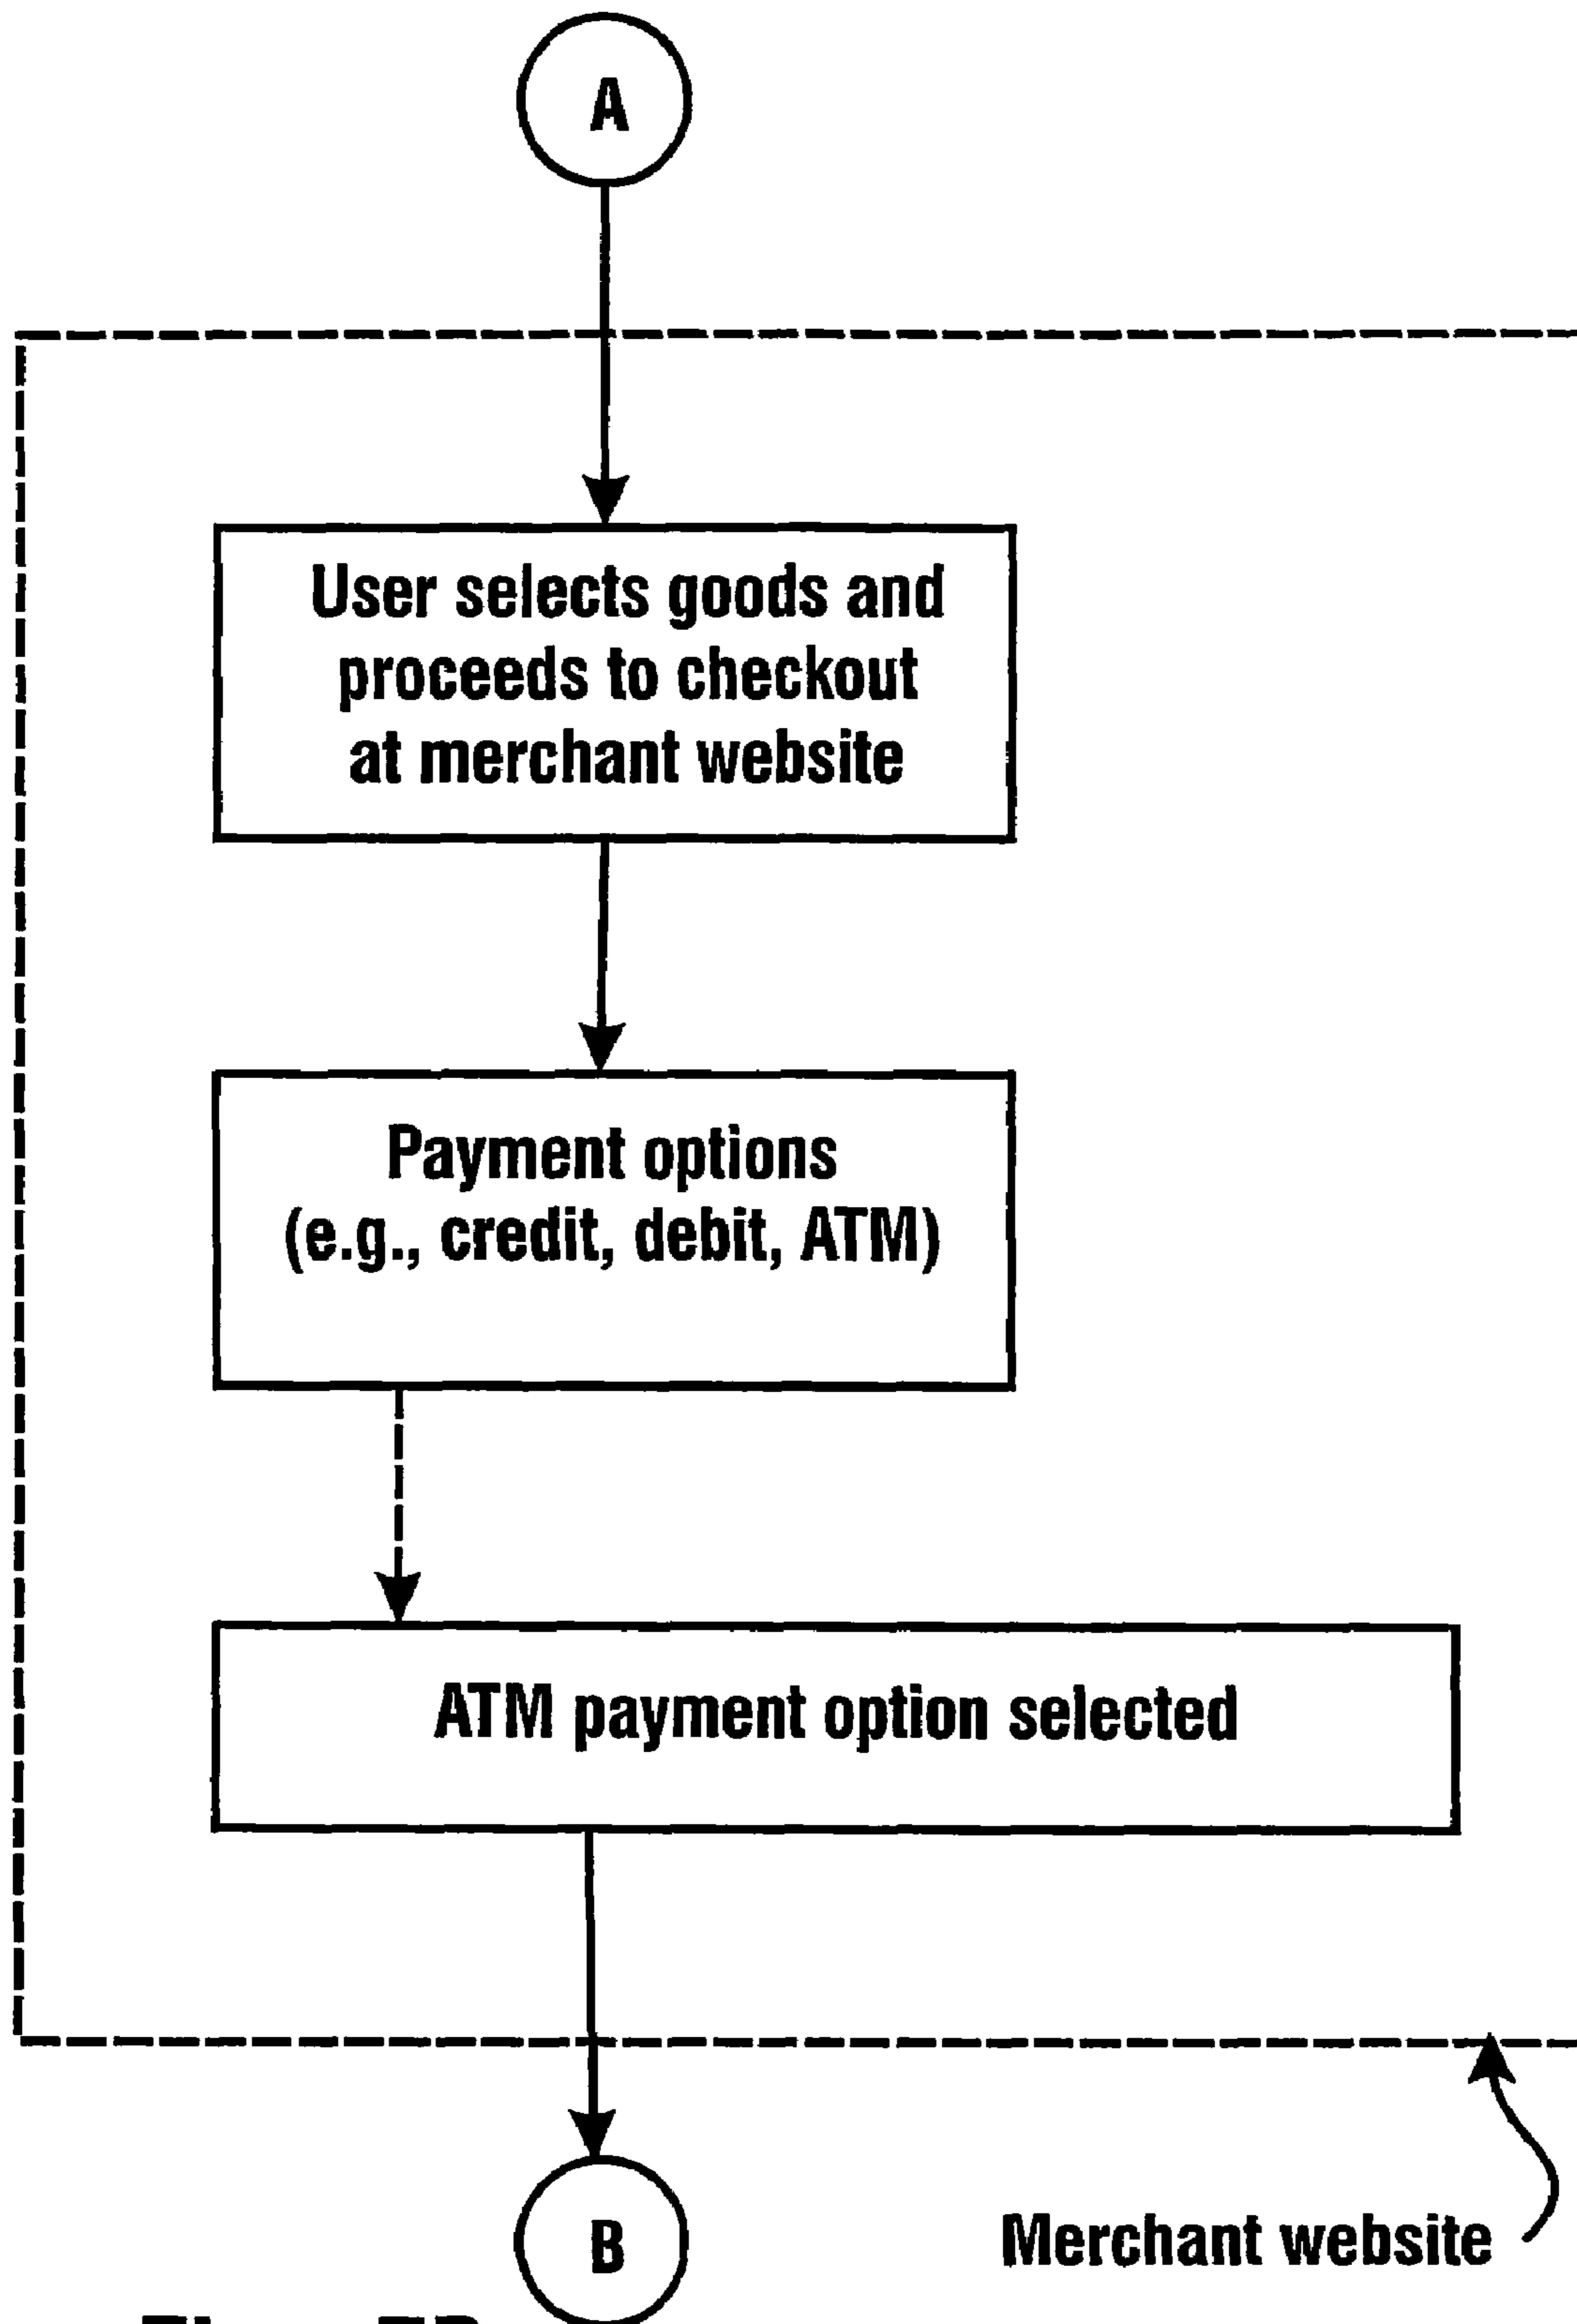 A
User selects goods and
proceeds to checkout
at merchant website
Payment options
(e.g., credit, debit, ATM)
ATM payment option selected
B
Merchant website